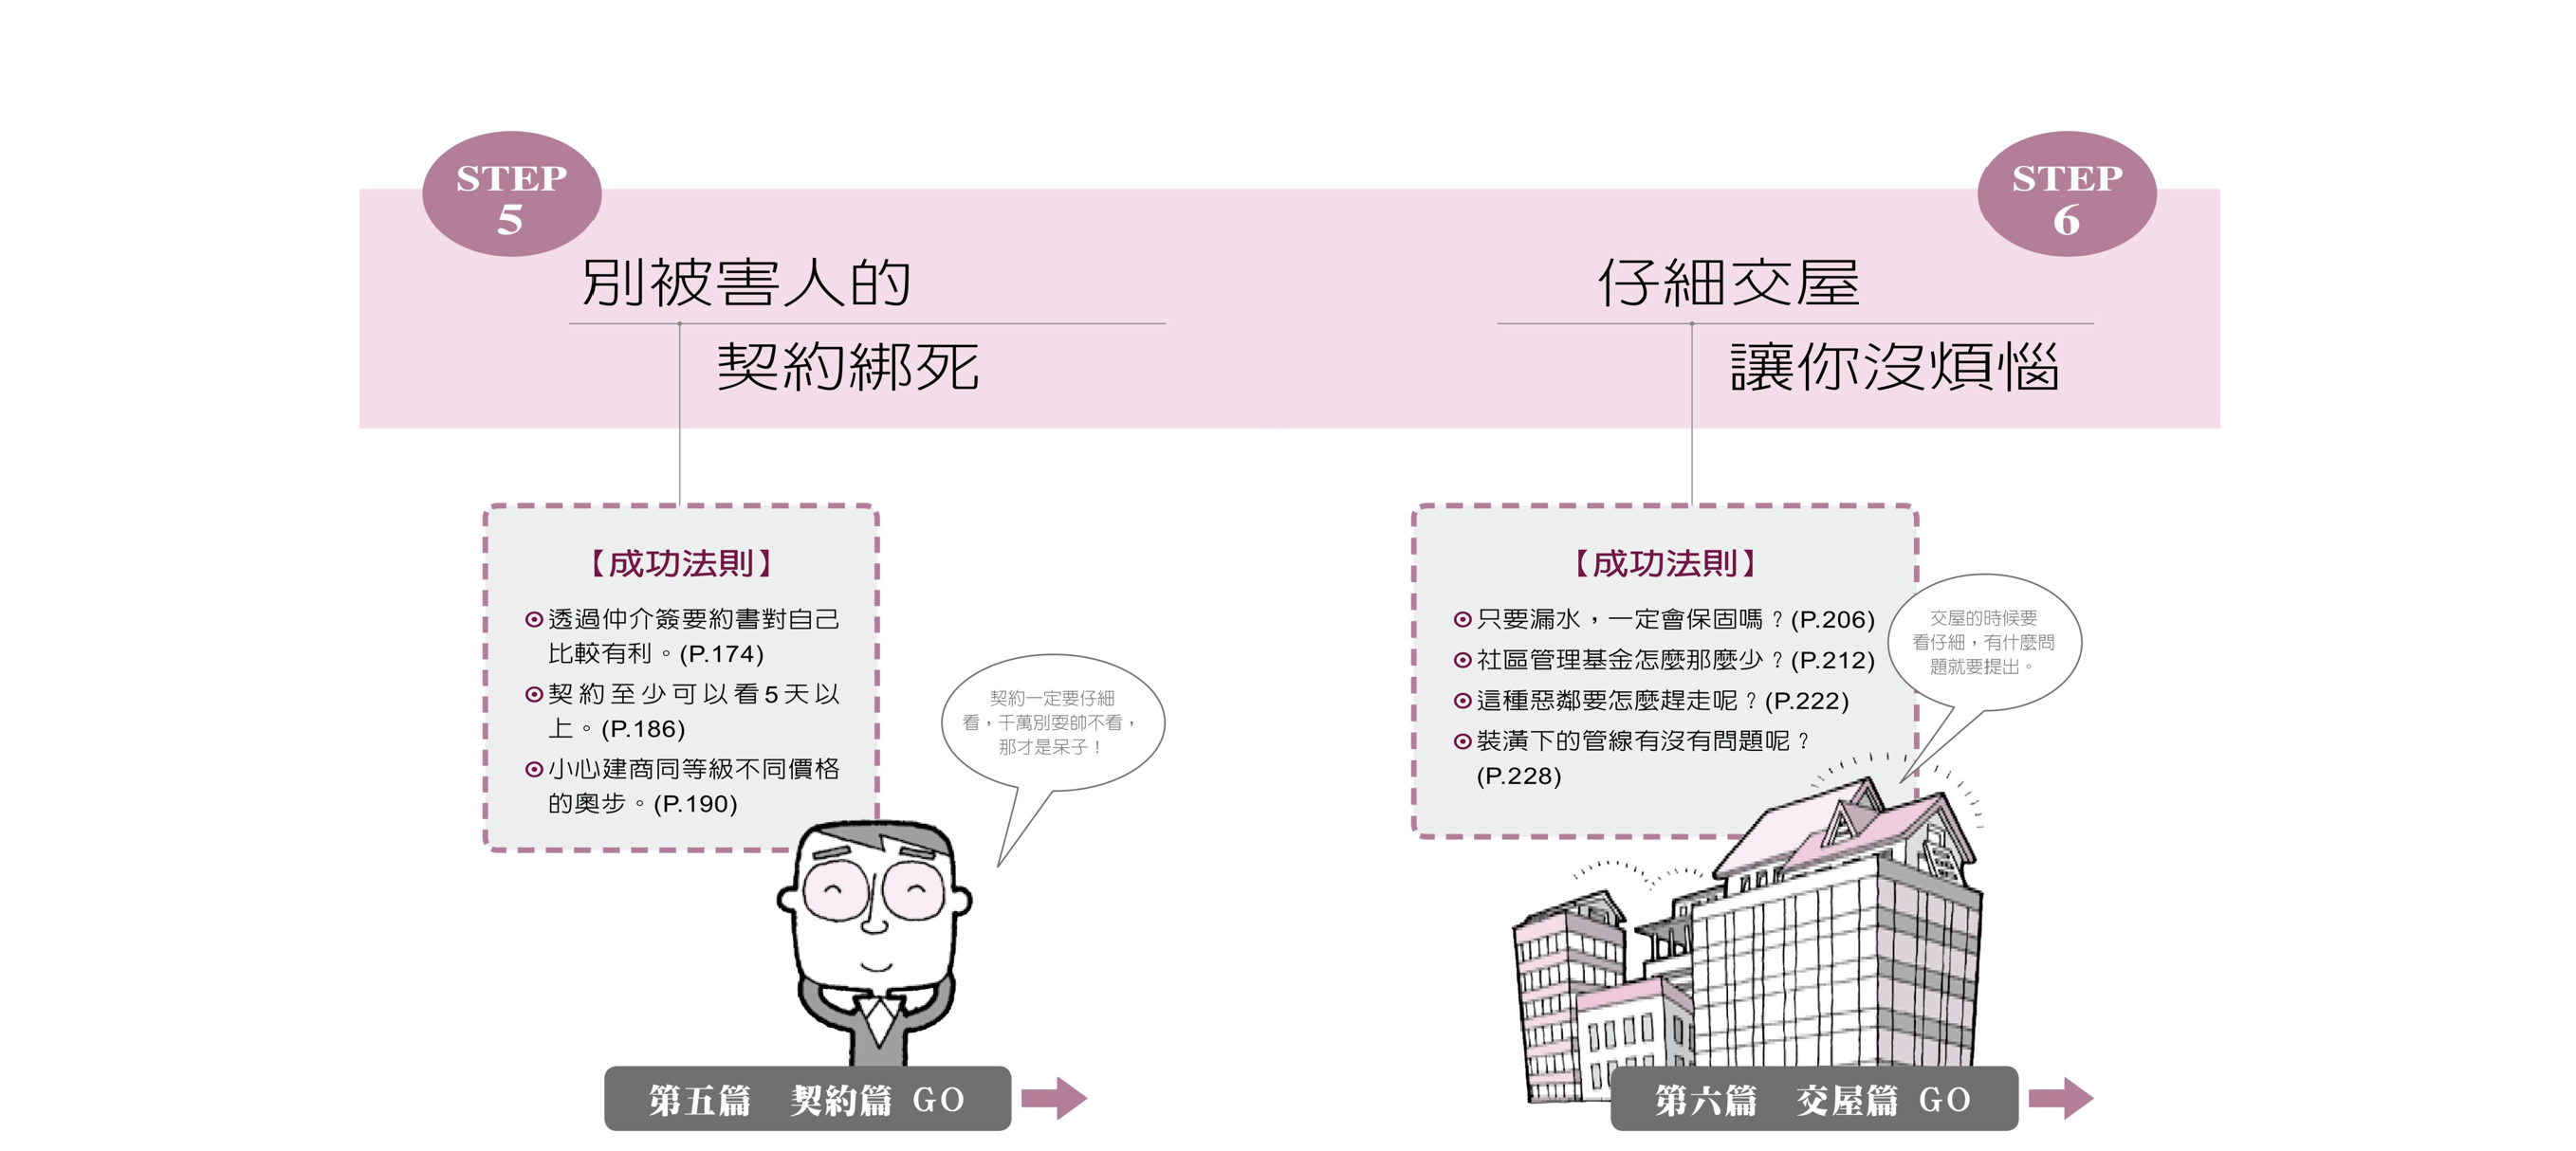 STEP
5
別被害人的
契約綁死
【成功法則】
⊙透過仲介簽要約書對自己
比較有利。(P.174)
⊙契約至少可以看5天以
上。(P.186)
⊙小心建商同等級不同價格
的奧步。(P.190)
契約一定要仔細
看，千萬別耍帥不看，
那才是呆子！
第五篇 契約篇 GO
STEP
6
仔細交屋
讓你沒煩惱
【成功法則】
⊙只要漏水，一定會保固嗎？(P.206)
⊙社區管理基金怎麼那麼少？(P.212)
⊙這種惡鄰要怎麼趕走呢？(P.222)
⊙裝潢下的管線有沒有問題呢？
(P.228)
交屋的時候要
看仔細，有什麼問
題就要提出。
第六篇 交屋篇 GO